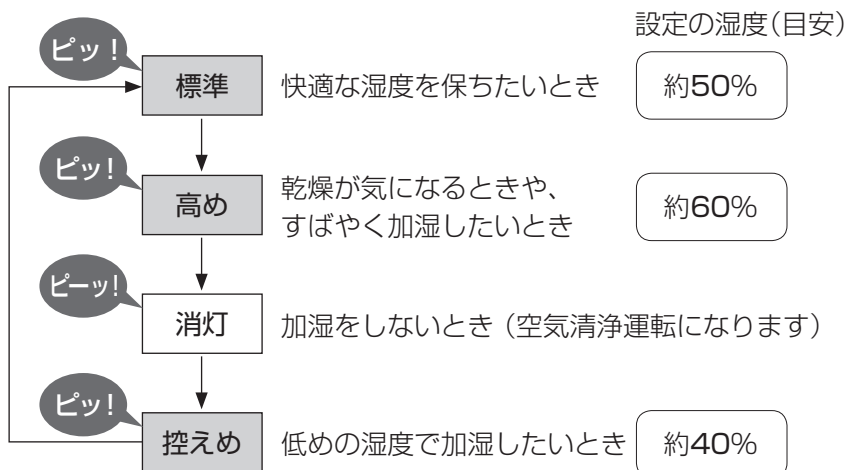 設定の湿度(目安)
ピッ!
標準
快適な湿度を保ちたいとき
約50%
ピッ!
高め
乾燥が気になるときや、
すばやく加湿したいとき
約60%
ピーッ!
消灯
加湿をしないとき (空気清浄運転になります)
ピッ!
控えめ
低めの湿度で加湿したいとき
約40%